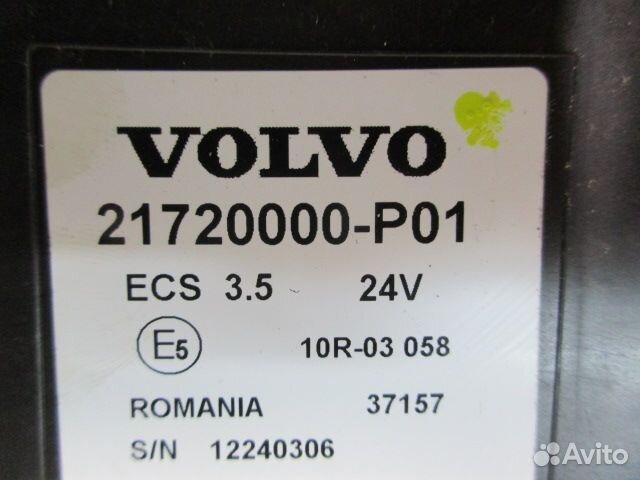 VOLVO
21720000-P01
ECS 3.5 24V
E5 10R-03 058
ROMANIA 37157
S/N 12240306
Avito